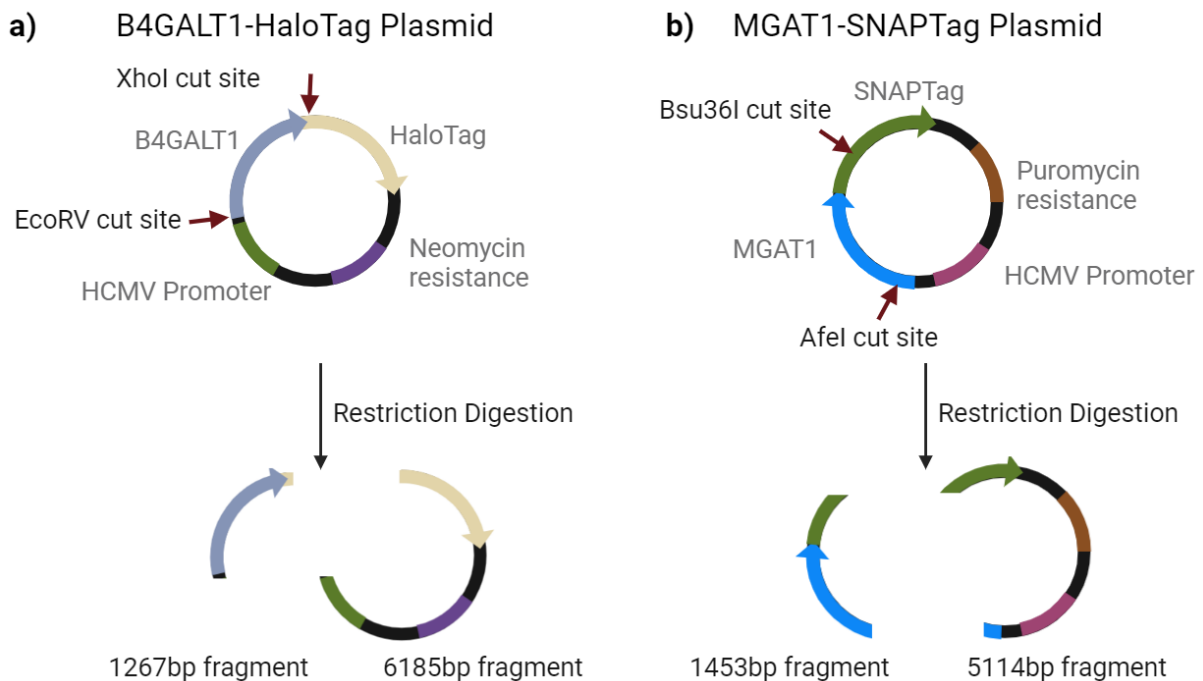 a) B4GALT1-HaloTag Plasmid
XhoI cut site
B4GALT1
HaloTag
EcoRV cut site
Neomycin
resistance
HCMV Promoter
Restriction Digestion
1267bp fragment
6185bp fragment
b) MGAT1-SNAPTag Plasmid
SNAPTag
Bsu36I cut site
Puromycin
resistance
MGAT1
HCMV Promoter
AfeI cut site
Restriction Digestion
1453bp fragment
5114bp fragment